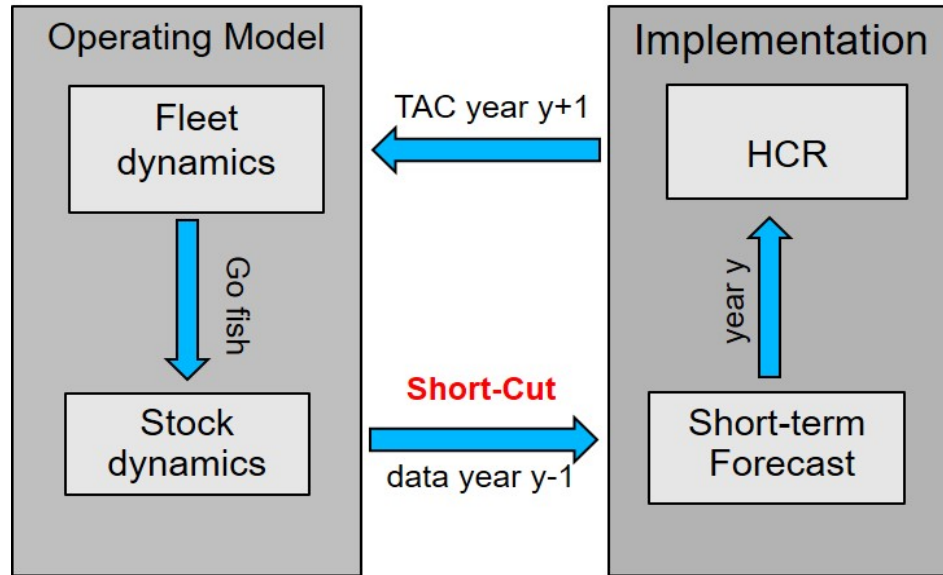 Operating Model
Fleet
dynamics
Go fish
Stock
dynamics
TAC year y+1
Short-Cut
data year y-1
Implementation
HCR
year y
Short-term
Forecast